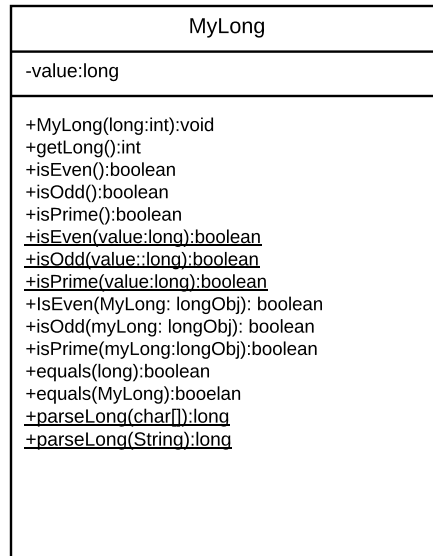 MyLong
-value:long
+MyLong(long:int):void
+getLong():int
+isEven():boolean
+isOdd():boolean
+isPrime():boolean
+isEven(value:long):boolean
+isOdd(value::long):boolean
+isPrime(value:long):boolean
+IsEven(MyLong: longObj): boolean
+isOdd(myLong: longObj): boolean
+isPrime(myLong:longObj):boolean
+equals(long):boolean
+equals(MyLong):booelan
+parseLong(char[]):long
+parseLong(String):long